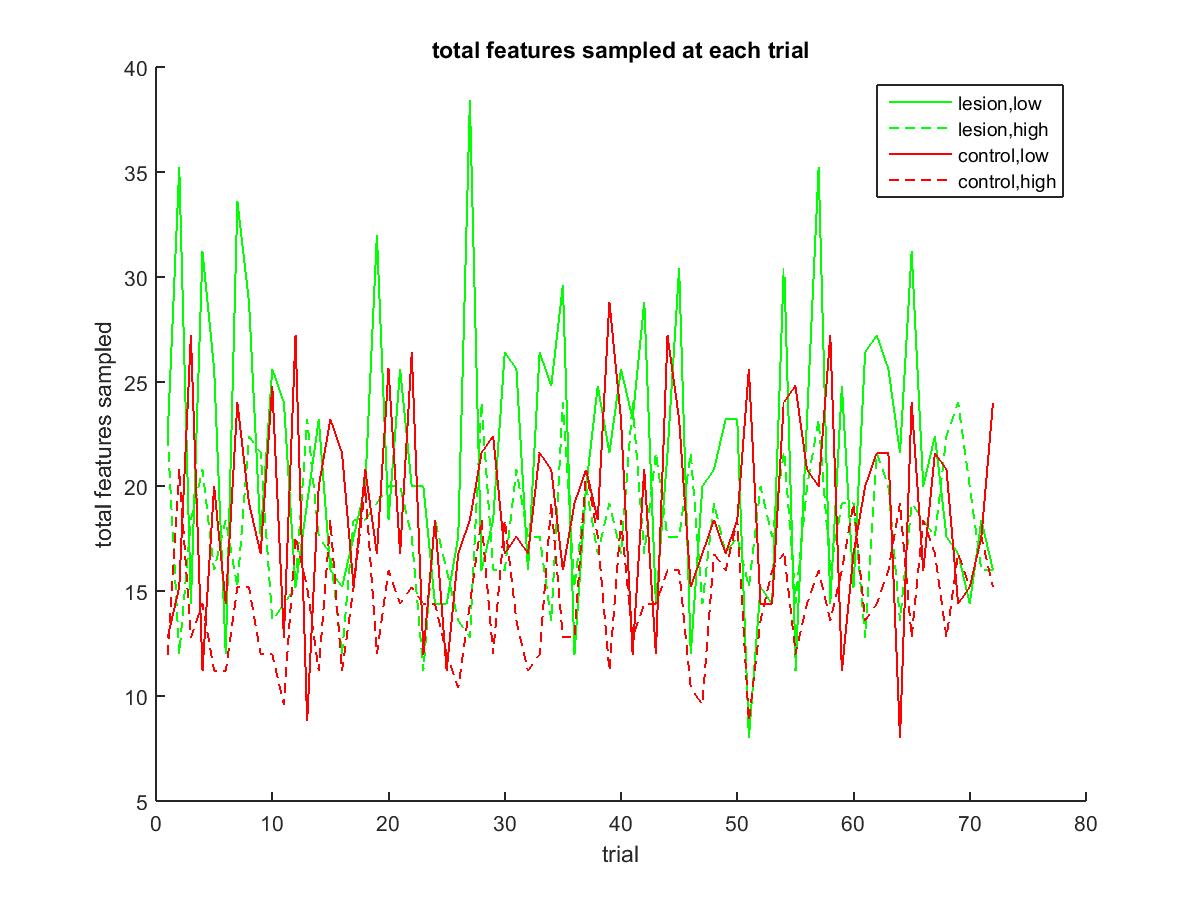 total features sampled at each trial
40
35
30
25
20
15
10
5
total features sampled
lesion,low
lesion,high
control,low
control,high
0 10 20 30 40 50 60 70 80
trial